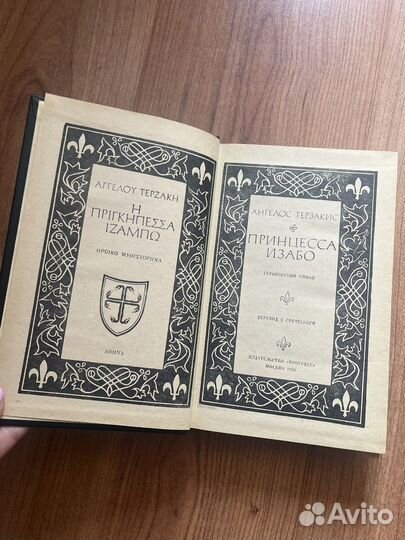 ΑΓΓΕΛΟΥ ΤΕΡΖΑΚΗ
Η
ΠΡΙΓΚΗΠΕΣΣΑ
ΙΖΑΜΠΩ
ΗΡΩΙΚΟ ΜΥΘΙΣΤΟΡΗΜΑ
ΑΘΗΝΑ
АНГЕЛОС ТЕРЗАКИС
ПРИНЦЕССА
ИЗАБО
ГЕРОИЧЕСКИЙ РОМАН
ПЕРЕВОД С ГРЕЧЕСКОГО
ИЗДАТЕЛЬСТВО «ПРОГРЕСС»
МОСКВА
Avito